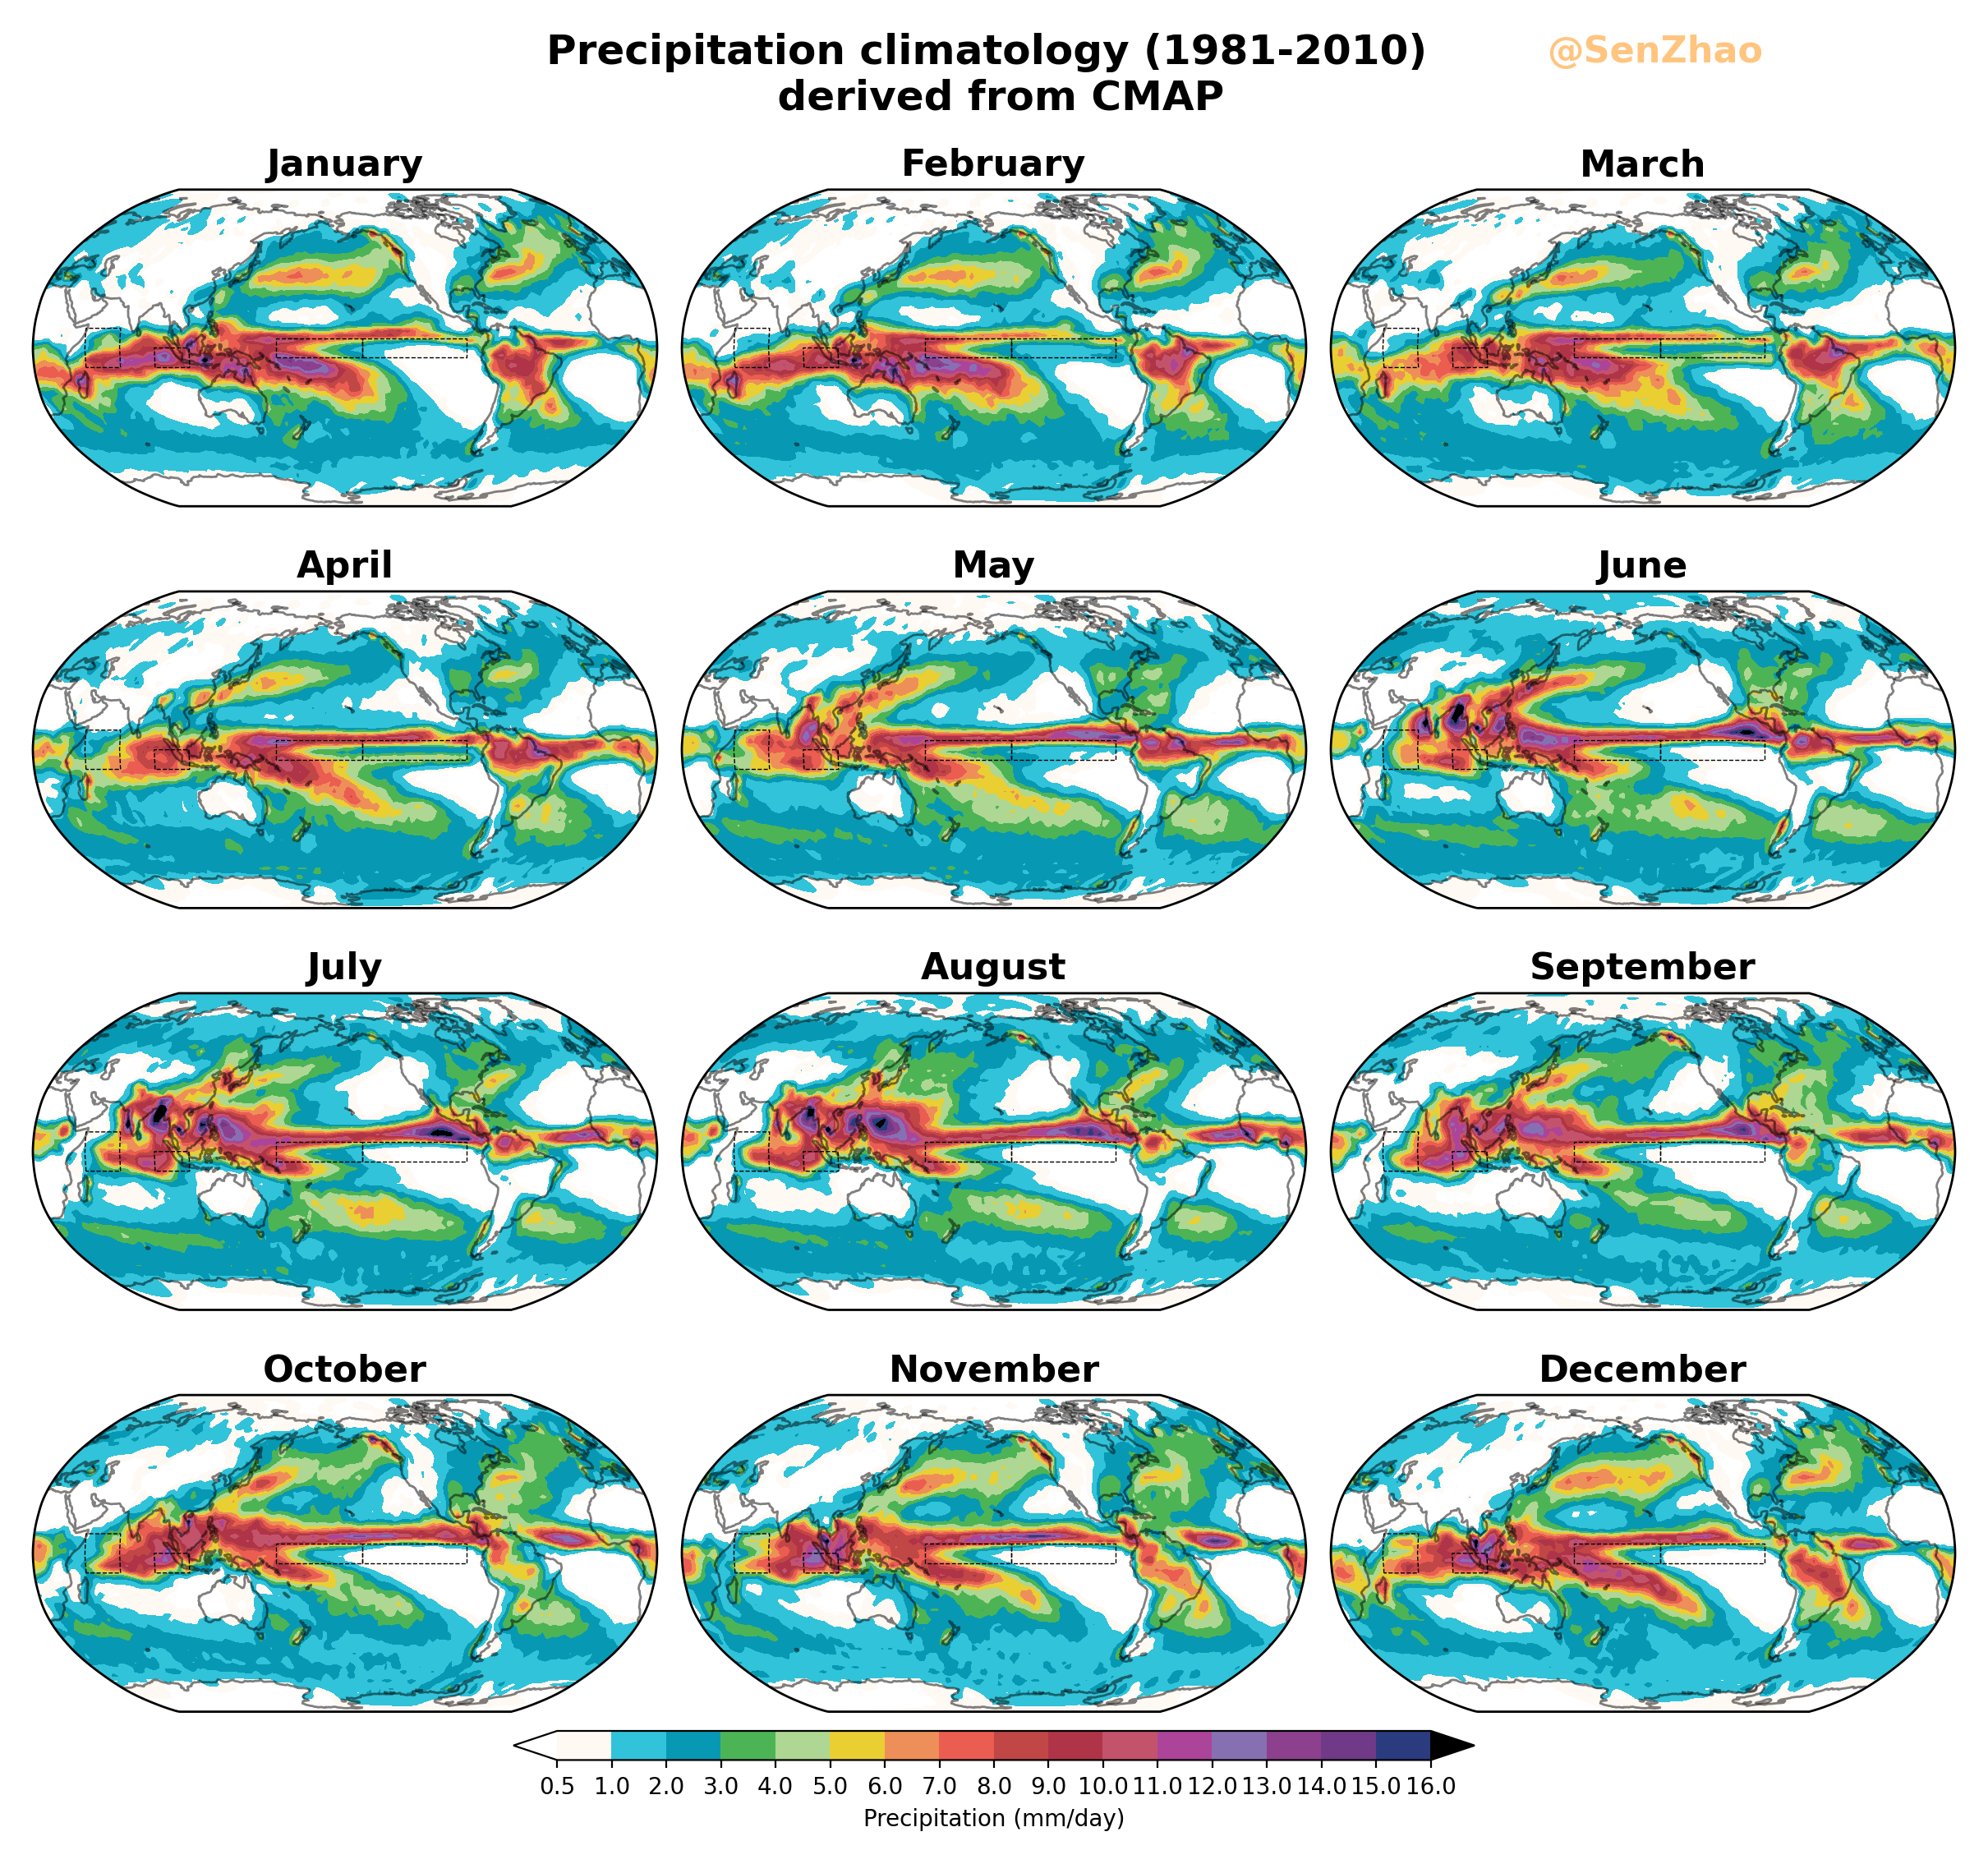 Precipitation climatology (1981-2010)
derived from CMAP
@SenZhao
January
February
March
April
May
June
July
August
September
October
November
December
0.5 1.0 2.0 3.0 4.0 5.0 6.0 7.0 8.0 9.0 10.0 11.0 12.0 13.0 14.0 15.0 16.0
Precipitation (mm/day)